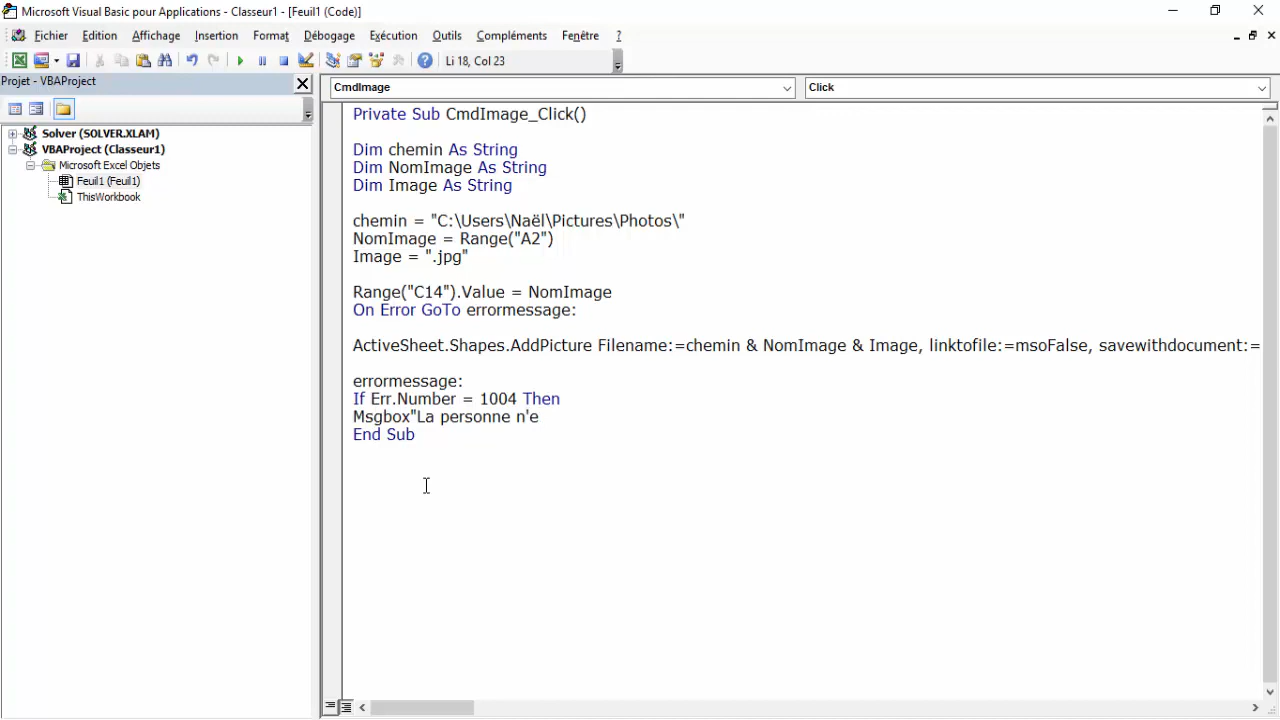 Microsoft Visual Basic pour Applications - Classeur1 - [Feuil1 (Code)]
Fichier Edition Affichage Insertion Format Débogage Exécution Outils Compléments Fenêtre ?
Li 18, Col 23
Projet - VBAProject
CmdImage
Click
Solver (SOLVER.XLAM)
VBAProject (Classeur1)
Microsoft Excel Objets
Feuil1 (Feuil1)
ThisWorkbook
Private Sub CmdImage_Click()
Dim chemin As String
Dim NomImage As String
Dim Image As String
chemin = "C:\Users\Naël\Pictures\Photos\"
NomImage = Range("A2")
Image = ".jpg"
Range("C14").Value = NomImage
On Error GoTo errormessage:
ActiveSheet.Shapes.AddPicture Filename:=chemin & NomImage & Image, linktofile:=msoFalse, savewithdocument:=
errormessage:
If Err.Number = 1004 Then
Msgbox"La personne n'e
End Sub